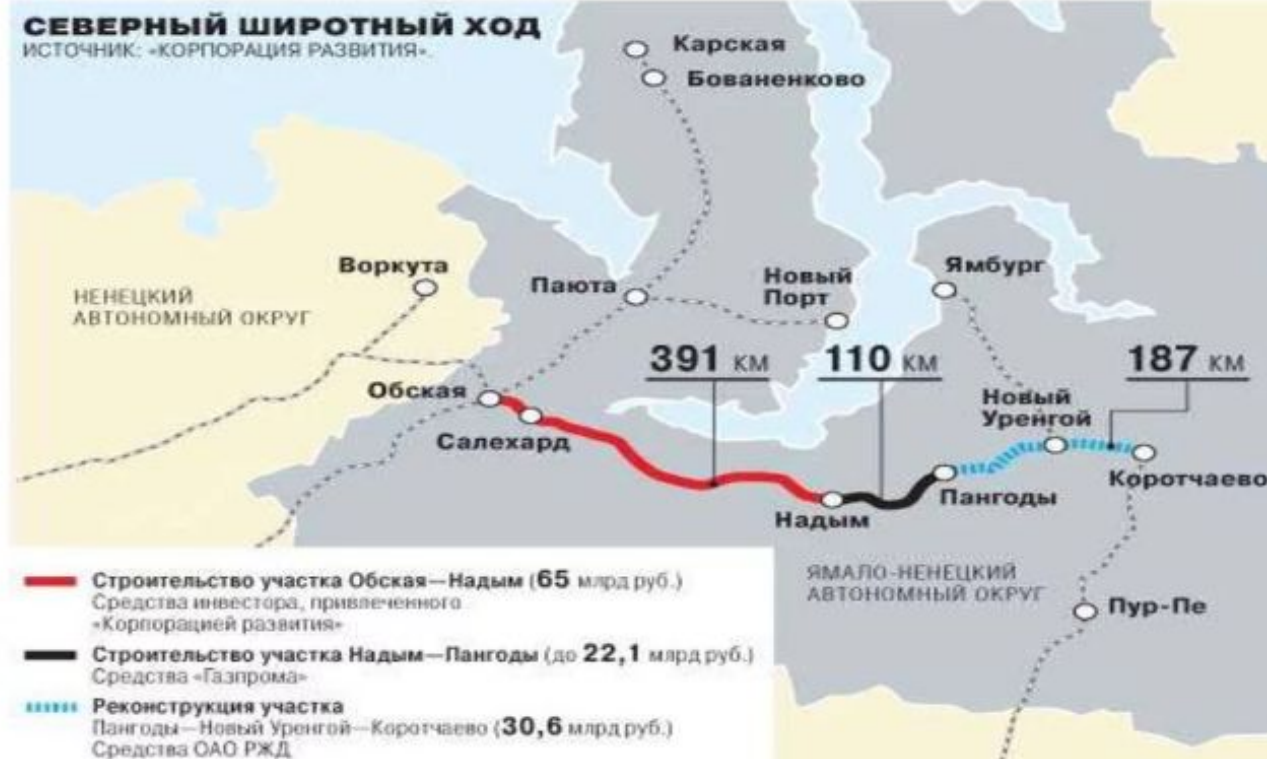 СЕВЕРНЫЙ ШИРОТНЫЙ ХОД
ИСТОЧНИК: «КОРПОРАЦИЯ РАЗВИТИЯ».
Карская
Бованенково
Воркута
НЕНЕЦКИЙ
АВТОНОМНЫЙ ОКРУГ
Паюта
Новый
Порт
Ямбург
391 КМ
110 КМ
187 КМ
Обская
Салехард
Новый
Уренгой
Коротчаево
Надым
Пангоды
ЯМАЛО-НЕНЕЦКИЙ
АВТОНОМНЫЙ ОКРУГ
Пур-Пе
Строительство участка Обская—Надым (65 млрд руб.)
Средства инвестора, привлеченного
«Корпорацией развития»
Строительство участка Надым—Пангоды (до 22,1 млрд руб.)
Средства «Газпрома»
Реконструкция участка
Пангоды—Новый Уренгой—Коротчаево (30,6 млрд руб.)
Средства ОАО РЖД